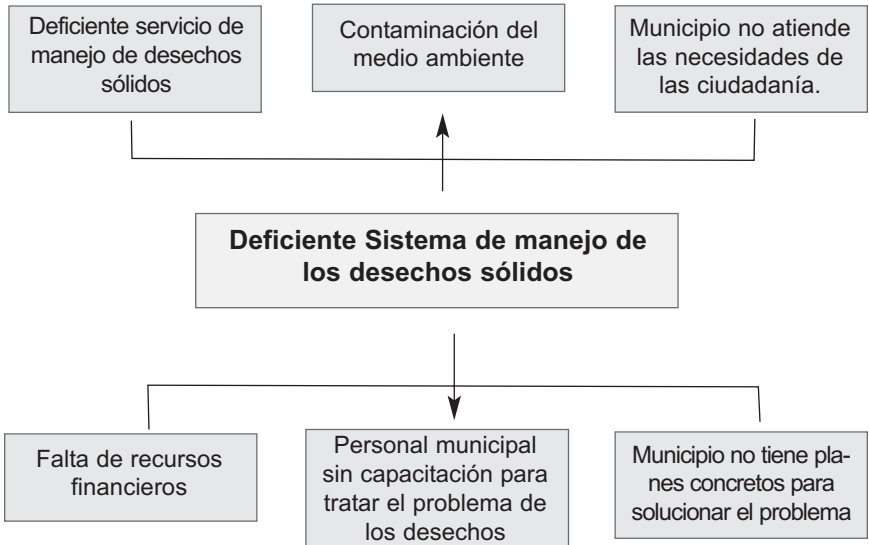 Deficiente servicio de
manejo de desechos
sólidos
Contaminación del
medio ambiente
Municipio no atiende
las necesidades de
las ciudadanía.
Deficiente Sistema de manejo de
los desechos sólidos
Falta de recursos
financieros
Personal municipal
sin capacitación para
tratar el problema de
los desechos
Municipio no tiene pla-
nes concretos para
solucionar el problema